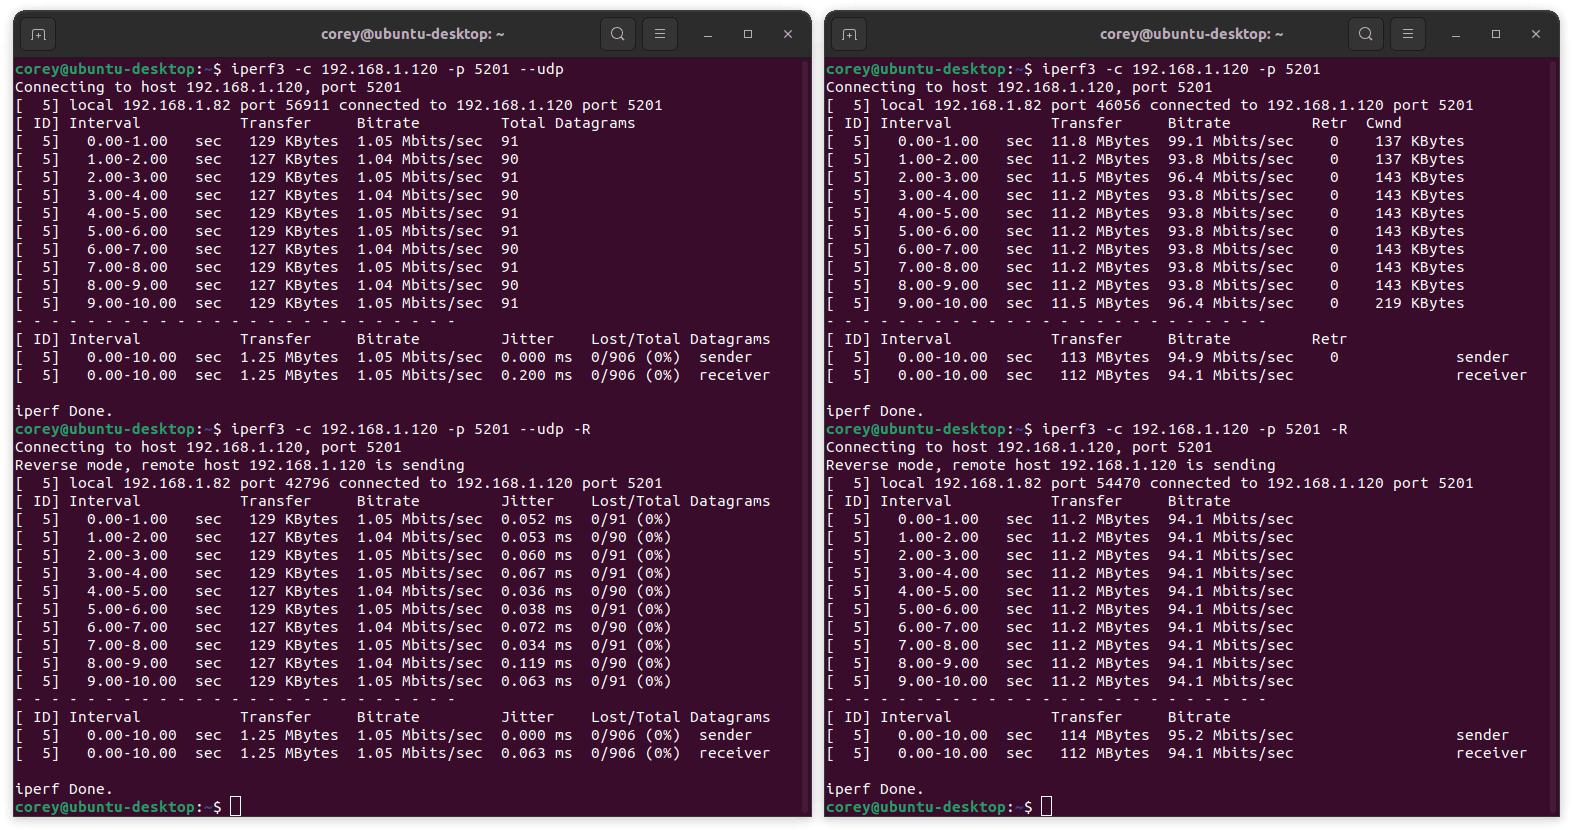 corey@ubuntu-desktop: ~
corey@ubuntu-desktop:~$ iperf3 -c 192.168.1.120 -p 5201 --udp
Connecting to host 192.168.1.120, port 5201
[  5] local 192.168.1.82 port 56911 connected to 192.168.1.120 port 5201
[ ID] Interval           Transfer     Bitrate         Total Datagrams
[  5]   0.00-1.00   sec   129 KBytes  1.05 Mbits/sec  91
[  5]   1.00-2.00   sec   127 KBytes  1.04 Mbits/sec  90
[  5]   2.00-3.00   sec   129 KBytes  1.05 Mbits/sec  91
[  5]   3.00-4.00   sec   127 KBytes  1.04 Mbits/sec  90
[  5]   4.00-5.00   sec   129 KBytes  1.05 Mbits/sec  91
[  5]   5.00-6.00   sec   129 KBytes  1.05 Mbits/sec  91
[  5]   6.00-7.00   sec   127 KBytes  1.04 Mbits/sec  90
[  5]   7.00-8.00   sec   129 KBytes  1.05 Mbits/sec  91
[  5]   8.00-9.00   sec   127 KBytes  1.04 Mbits/sec  90
[  5]   9.00-10.00  sec   129 KBytes  1.05 Mbits/sec  91
- - - - - - - - - - - - - - - - - - - - - - - - -
[ ID] Interval           Transfer     Bitrate         Jitter    Lost/Total Datagrams
[  5]   0.00-10.00  sec  1.25 MBytes  1.05 Mbits/sec  0.000 ms  0/906 (0%)  sender
[  5]   0.00-10.00  sec  1.25 MBytes  1.05 Mbits/sec  0.200 ms  0/906 (0%)  receiver

iperf Done.
corey@ubuntu-desktop:~$ iperf3 -c 192.168.1.120 -p 5201 --udp -R
Connecting to host 192.168.1.120, port 5201
Reverse mode, remote host 192.168.1.120 is sending
[  5] local 192.168.1.82 port 42796 connected to 192.168.1.120 port 5201
[ ID] Interval           Transfer     Bitrate         Jitter    Lost/Total Datagrams
[  5]   0.00-1.00   sec   129 KBytes  1.05 Mbits/sec  0.052 ms  0/91 (0%)
[  5]   1.00-2.00   sec   127 KBytes  1.04 Mbits/sec  0.053 ms  0/90 (0%)
[  5]   2.00-3.00   sec   129 KBytes  1.05 Mbits/sec  0.060 ms  0/91 (0%)
[  5]   3.00-4.00   sec   129 KBytes  1.05 Mbits/sec  0.067 ms  0/91 (0%)
[  5]   4.00-5.00   sec   127 KBytes  1.04 Mbits/sec  0.036 ms  0/90 (0%)
[  5]   5.00-6.00   sec   129 KBytes  1.05 Mbits/sec  0.038 ms  0/91 (0%)
[  5]   6.00-7.00   sec   127 KBytes  1.04 Mbits/sec  0.072 ms  0/90 (0%)
[  5]   7.00-8.00   sec   129 KBytes  1.05 Mbits/sec  0.034 ms  0/91 (0%)
[  5]   8.00-9.00   sec   127 KBytes  1.04 Mbits/sec  0.119 ms  0/90 (0%)
[  5]   9.00-10.00  sec   129 KBytes  1.05 Mbits/sec  0.063 ms  0/91 (0%)
- - - - - - - - - - - - - - - - - - - - - - - - -
[ ID] Interval           Transfer     Bitrate         Jitter    Lost/Total Datagrams
[  5]   0.00-10.00  sec  1.25 MBytes  1.05 Mbits/sec  0.000 ms  0/906 (0%)  sender
[  5]   0.00-10.00  sec  1.25 MBytes  1.05 Mbits/sec  0.063 ms  0/906 (0%)  receiver

iperf Done.
corey@ubuntu-desktop:~$
corey@ubuntu-desktop: ~
corey@ubuntu-desktop:~$ iperf3 -c 192.168.1.120 -p 5201
Connecting to host 192.168.1.120, port 5201
[  5] local 192.168.1.82 port 46056 connected to 192.168.1.120 port 5201
[ ID] Interval           Transfer     Bitrate         Retr  Cwnd
[  5]   0.00-1.00   sec  11.8 MBytes  99.1 Mbits/sec    0    137 KBytes
[  5]   1.00-2.00   sec  11.2 MBytes  93.8 Mbits/sec    0    137 KBytes
[  5]   2.00-3.00   sec  11.5 MBytes  96.4 Mbits/sec    0    143 KBytes
[  5]   3.00-4.00   sec  11.2 MBytes  93.8 Mbits/sec    0    143 KBytes
[  5]   4.00-5.00   sec  11.2 MBytes  93.8 Mbits/sec    0    143 KBytes
[  5]   5.00-6.00   sec  11.2 MBytes  93.8 Mbits/sec    0    143 KBytes
[  5]   6.00-7.00   sec  11.2 MBytes  93.8 Mbits/sec    0    143 KBytes
[  5]   7.00-8.00   sec  11.2 MBytes  93.8 Mbits/sec    0    143 KBytes
[  5]   8.00-9.00   sec  11.2 MBytes  93.8 Mbits/sec    0    143 KBytes
[  5]   9.00-10.00  sec  11.5 MBytes  96.4 Mbits/sec    0    219 KBytes
- - - - - - - - - - - - - - - - - - - - - - - - -
[ ID] Interval           Transfer     Bitrate         Retr
[  5]   0.00-10.00  sec   113 MBytes  94.9 Mbits/sec    0             sender
[  5]   0.00-10.00  sec   112 MBytes  94.1 Mbits/sec                  receiver

iperf Done.
corey@ubuntu-desktop:~$ iperf3 -c 192.168.1.120 -p 5201 -R
Connecting to host 192.168.1.120, port 5201
Reverse mode, remote host 192.168.1.120 is sending
[  5] local 192.168.1.82 port 54470 connected to 192.168.1.120 port 5201
[ ID] Interval           Transfer     Bitrate
[  5]   0.00-1.00   sec  11.2 MBytes  94.1 Mbits/sec
[  5]   1.00-2.00   sec  11.2 MBytes  94.1 Mbits/sec
[  5]   2.00-3.00   sec  11.2 MBytes  94.1 Mbits/sec
[  5]   3.00-4.00   sec  11.2 MBytes  94.1 Mbits/sec
[  5]   4.00-5.00   sec  11.2 MBytes  94.1 Mbits/sec
[  5]   5.00-6.00   sec  11.2 MBytes  94.1 Mbits/sec
[  5]   6.00-7.00   sec  11.2 MBytes  94.1 Mbits/sec
[  5]   7.00-8.00   sec  11.2 MBytes  94.1 Mbits/sec
[  5]   8.00-9.00   sec  11.2 MBytes  94.1 Mbits/sec
[  5]   9.00-10.00  sec  11.2 MBytes  94.1 Mbits/sec
- - - - - - - - - - - - - - - - - - - - - - - - -
[ ID] Interval           Transfer     Bitrate
[  5]   0.00-10.00  sec   114 MBytes  95.2 Mbits/sec                  sender
[  5]   0.00-10.00  sec   112 MBytes  94.1 Mbits/sec                  receiver

iperf Done.
corey@ubuntu-desktop:~$